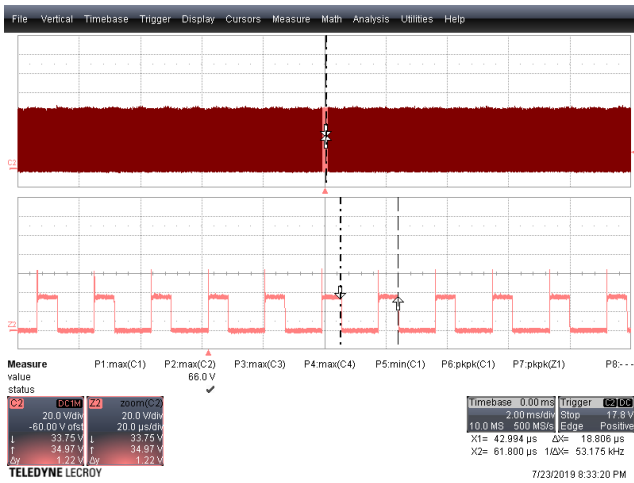 File Vertical Timebase Trigger Display Cursors Measure Math Analysis Utilities Help
C2
Z2
Measure P1:max(C1) P2:max(C2) P3:max(C3) P4:max(C4) P5:min(C1) P6:pkpk(C1) P7:pkpk(Z1) P8:- - -
value 66.0 V
status ✔
C2 DC1M Z2 zoom(C2) Timebase 0.00 ms Trigger C2 DC
20.0 V/div 20.0 V/div 2.00 ms/div Stop 17.8 V
-60.00 V ofst 20.0 µs/div 10.0 MS 500 MS/s Edge Positive
↓ 33.75 V ↓ 33.75 V X1= 42.994 µs ΔX= 18.806 µs
↑ 34.97 V ↑ 34.97 V X2= 61.800 µs 1/ΔX= 53.175 kHz
Δy 1.22 V Δy 1.22 V
TELEDYNE LECROY 7/23/2019 8:33:20 PM